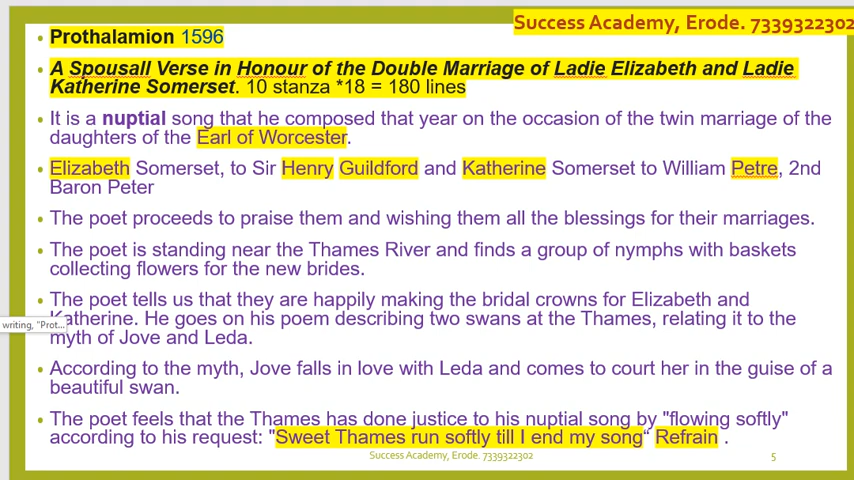 Success Academy, Erode. 7339322302
Prothalamion 1596
A Spousall Verse in Honour of the Double Marriage of Ladie Elizabeth and Ladie
Katherine Somerset. 10 stanza *18 = 180 lines
It is a nuptial song that he composed that year on the occasion of the twin marriage of the
daughters of the Earl of Worcester.
Elizabeth Somerset, to Sir Henry Guildford and Katherine Somerset to William Petre, 2nd
Baron Peter
The poet proceeds to praise them and wishing them all the blessings for their marriages.
The poet is standing near the Thames River and finds a group of nymphs with baskets
collecting flowers for the new brides.
The poet tells us that they are happily making the bridal crowns for Elizabeth and
Katherine. He goes on his poem describing two swans at the Thames, relating it to the
writing, "Prot...
myth of Jove and Leda.
According to the myth, Jove falls in love with Leda and comes to court her in the guise of a
beautiful swan.
The poet feels that the Thames has done justice to his nuptial song by "flowing softly"
according to his request: "Sweet Thames run softly till I end my song“ Refrain .
Success Academy, Erode. 7339322302
5